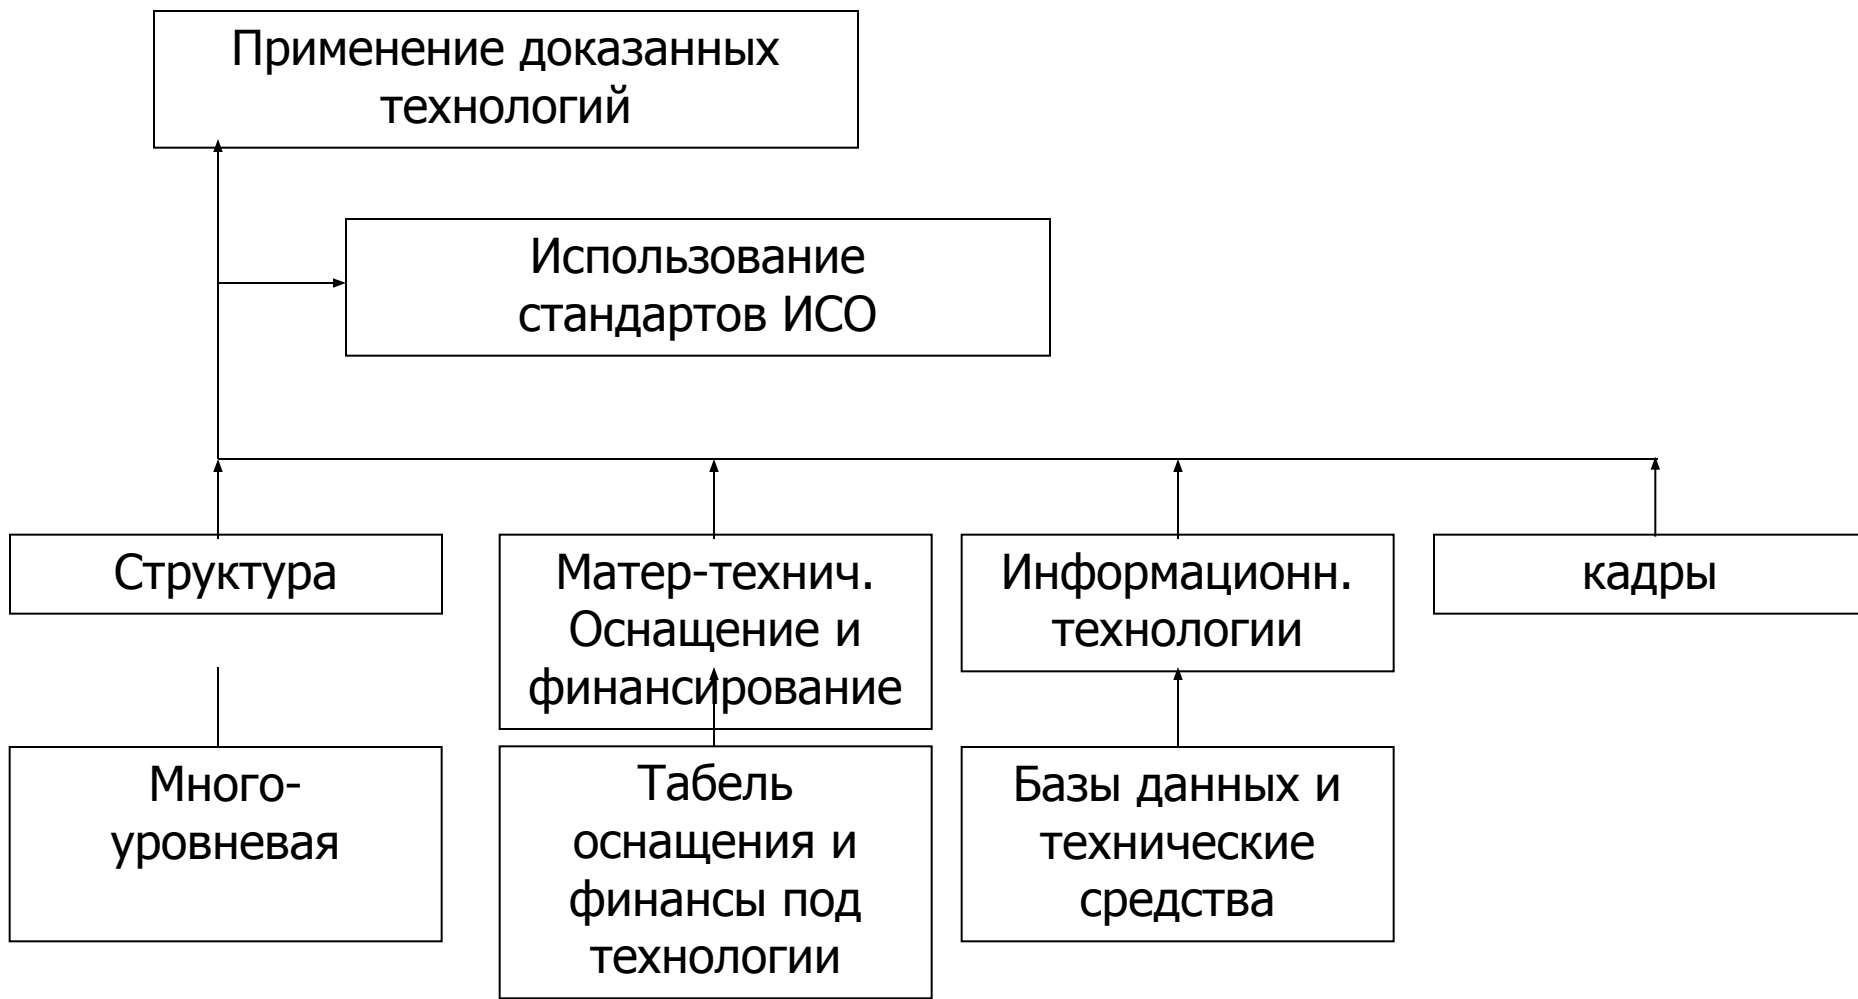 Применение доказанных
технологий
Использование
стандартов ИСО
Структура
Матер-технич.
Оснащение и
финансирование
Информационн.
технологии
кадры
Много-
уровневая
Табель
оснащения и
финансы под
технологии
Базы данных и
технические
средства